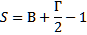 S = B + Γ/2 − 1